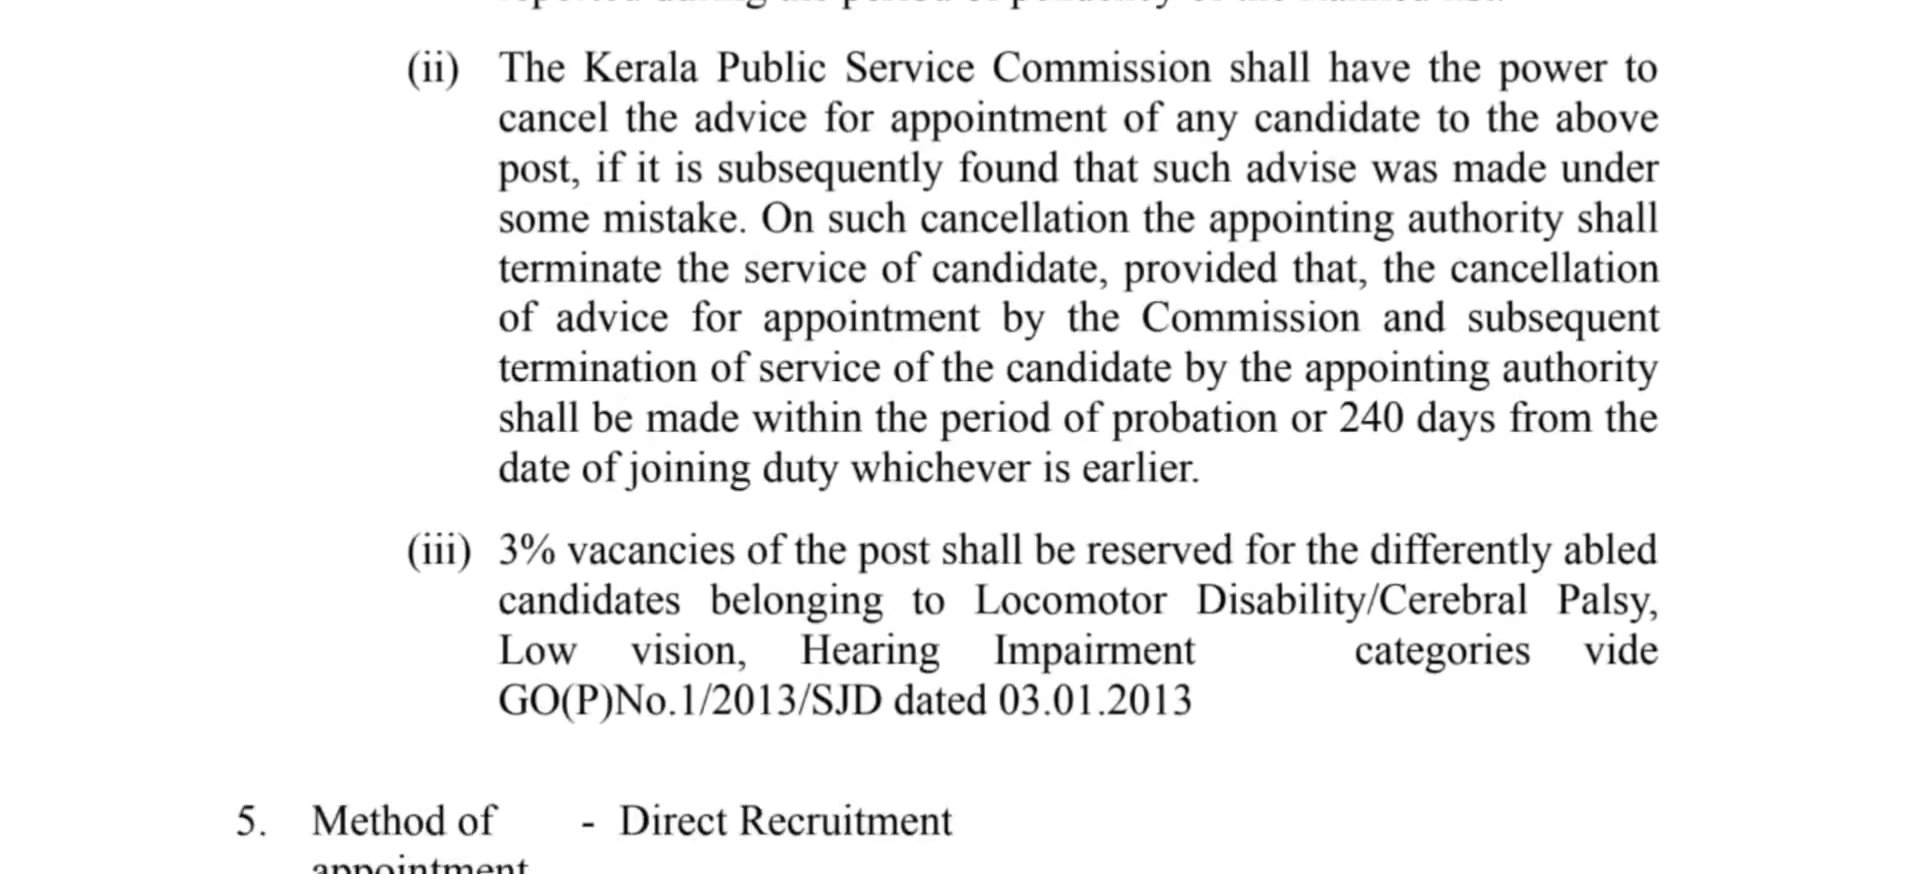 (ii) The Kerala Public Service Commission shall have the power to
cancel the advice for appointment of any candidate to the above
post, if it is subsequently found that such advise was made under
some mistake. On such cancellation the appointing authority shall
terminate the service of candidate, provided that, the cancellation
of advice for appointment by the Commission and subsequent
termination of service of the candidate by the appointing authority
shall be made within the period of probation or 240 days from the
date of joining duty whichever is earlier.
(iii) 3% vacancies of the post shall be reserved for the differently abled
candidates belonging to Locomotor Disability/Cerebral Palsy,
Low vision, Hearing Impairment categories vide
GO(P)No.1/2013/SJD dated 03.01.2013
5. Method of - Direct Recruitment
appointment